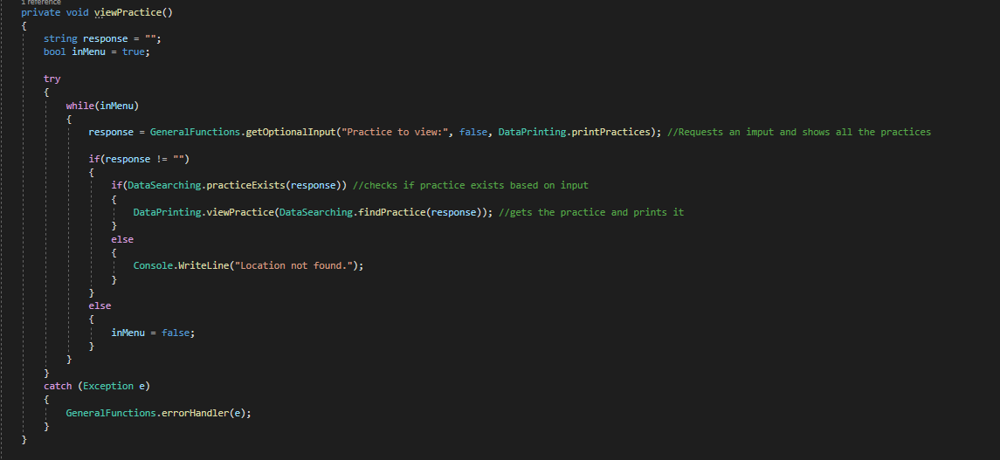 1 reference
private void viewPractice()
{
string response = "";
bool inMenu = true;
try
{
while(inMenu)
{
response = GeneralFunctions.getOptionalInput("Practice to view:", false, DataPrinting.printPractices); //Requests an imput and shows all the practices
if(response != "")
{
if(DataSearching.practiceExists(response)) //checks if practice exists based on input
{
DataPrinting.viewPractice(DataSearching.findPractice(response)); //gets the practice and prints it
}
else
{
Console.WriteLine("Location not found.");
}
}
else
{
inMenu = false;
}
}
}
catch (Exception e)
{
GeneralFunctions.errorHandler(e);
}
}